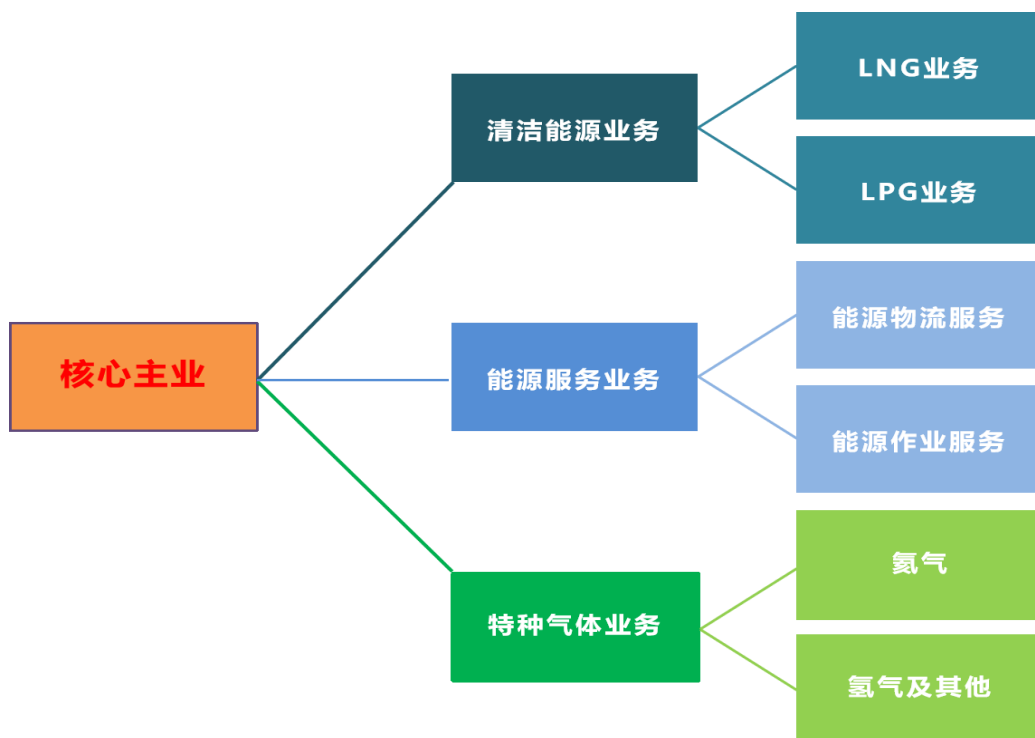 核心主业
清洁能源业务
LNG业务
LPG业务
能源服务业务
能源物流服务
能源作业服务
特种气体业务
氦气
氢气及其他